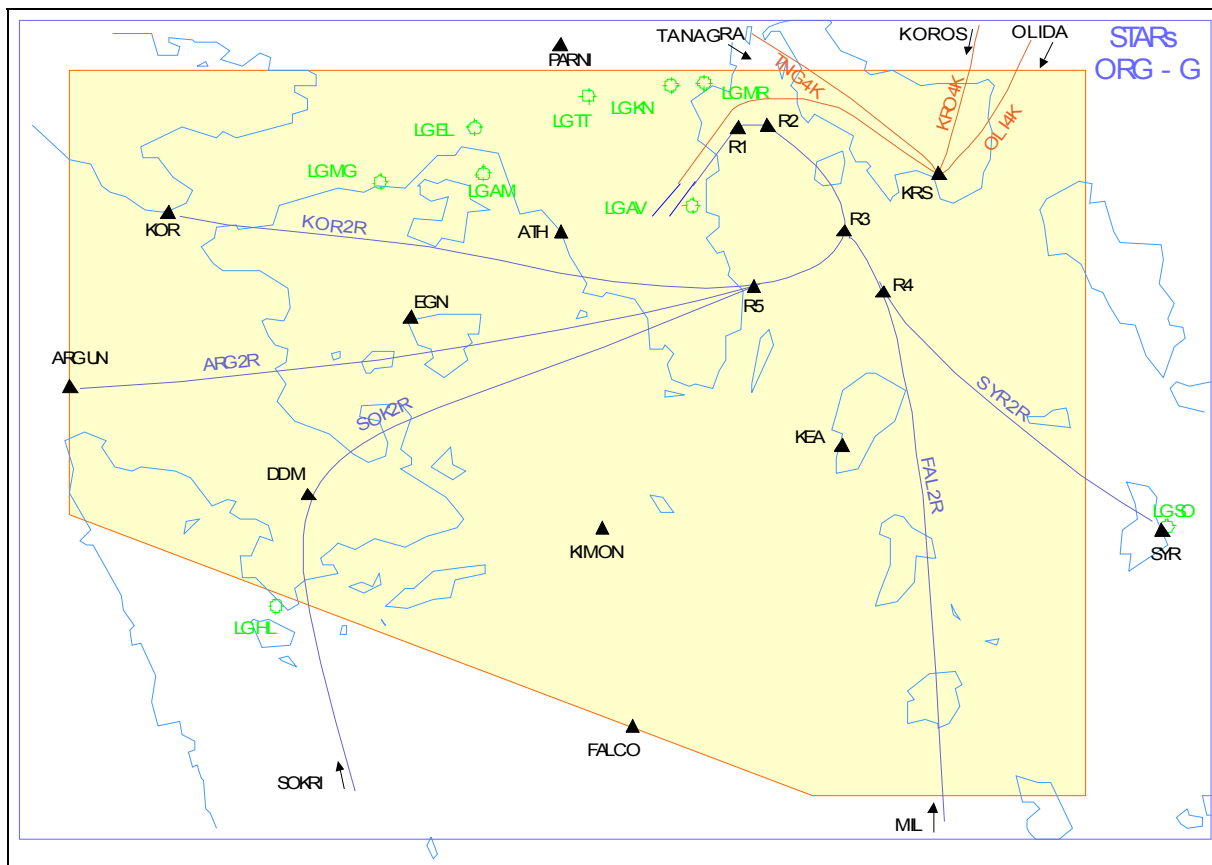 TANAGRA
KOROS
OLIDA
STARs
ORG - G
PARNI
TNG4K
KRO4K
OLI4K
LGMR
LGKN
LGTT
LGEL
R1
R2
LGMG
LGAM
KRS
LGAV
KOR
KOR2R
ATH
R3
R4
R5
EGN
ARGUN
ARG2R
SOK2R
SYR2R
KEA
FAL2R
DDM
KIMON
LGSO
SYR
LGHL
FALCO
SOKRI
MIL